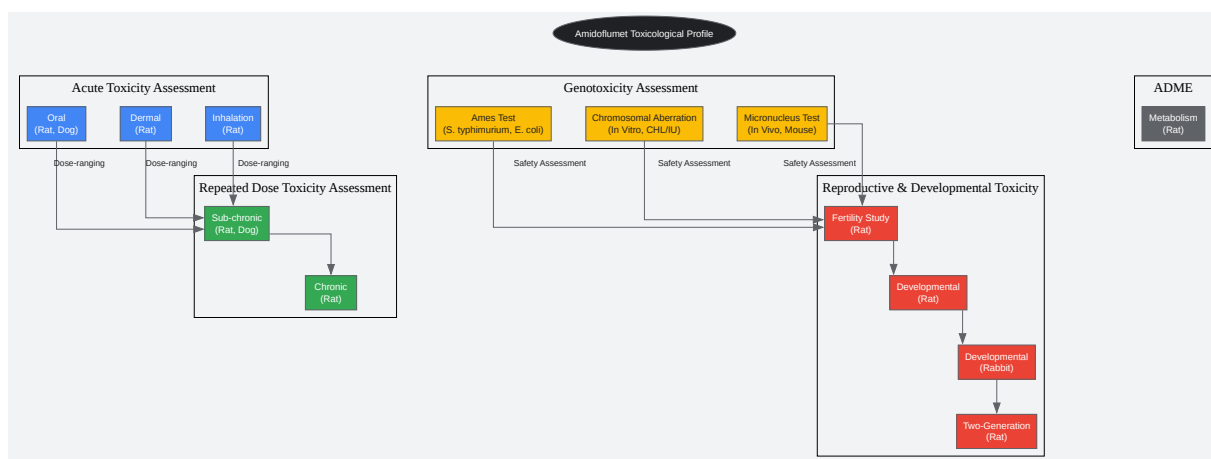 Amidoflumet Toxicological Profile
Acute Toxicity Assessment
Oral
(Rat, Dog)
Dermal
(Rat)
Inhalation
(Rat)
Genotoxicity Assessment
Ames Test
(S. typhimurium, E. coli)
Chromosomal Aberration
(In Vitro, CHL/IU)
Micronucleus Test
(In Vivo, Mouse)
ADME
Metabolism
(Rat)
Dose-ranging
Dose-ranging
Dose-ranging
Safety Assessment
Safety Assessment
Safety Assessment
Repeated Dose Toxicity Assessment
Sub-chronic
(Rat, Dog)
Chronic
(Rat)
Reproductive & Developmental Toxicity
Fertility Study
(Rat)
Developmental
(Rat)
Developmental
(Rabbit)
Two-Generation
(Rat)